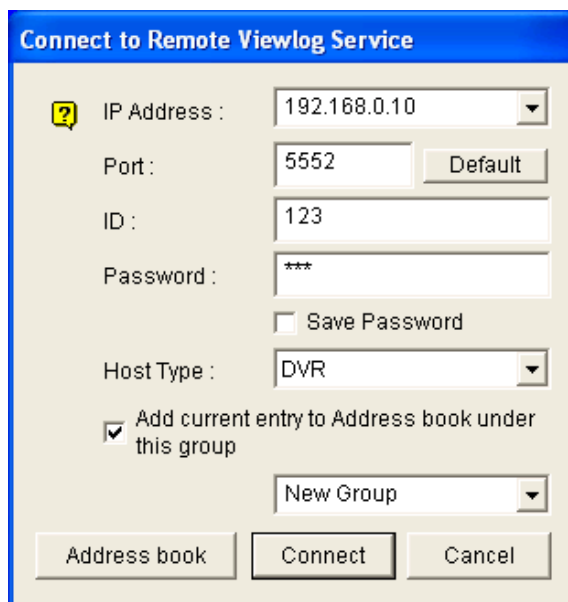 Connect to Remote Viewlog Service
IP Address : 192.168.0.10
Port : 5552 Default
ID : 123
Password : ***
Save Password
Host Type : DVR
Add current entry to Address book under
this group
New Group
Address book Connect Cancel